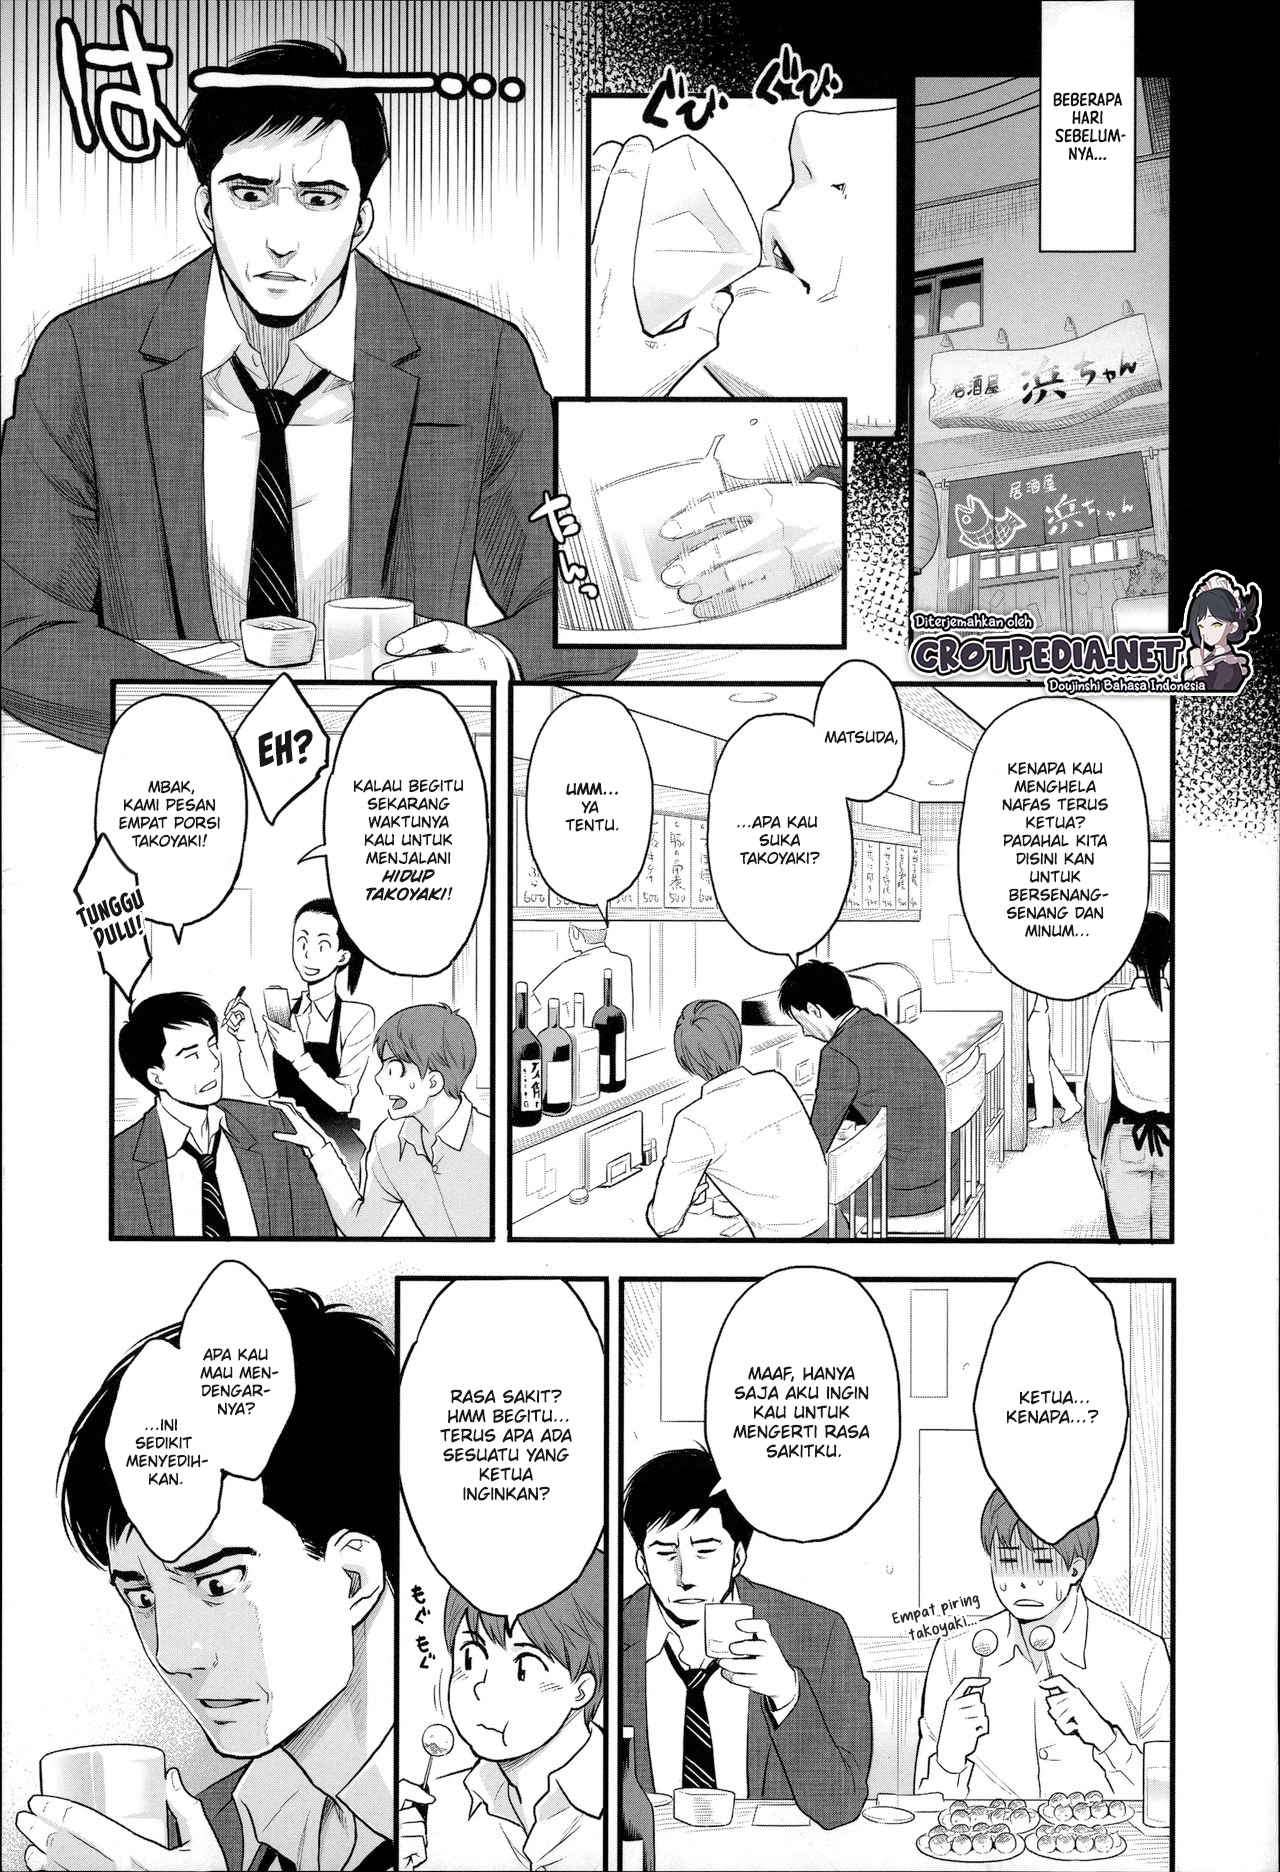 BEBERAPA
HARI
SEBELUM-
NYA...
居酒屋 浜ちゃん
居酒屋
浜ちゃん
ぐびぐび
だんっ
はーー...
Diterjemahkan oleh
GROTPEDIA.NET
Doujinshi Bahasa Indonesia
KENAPA KAU
MENGHELA
NAFAS TERUS
KETUA?
PADAHAL KITA
DISINI KAN
UNTUK
BERSENANG-
SENANG DAN
MINUM...
MATSUDA,
...APA KAU
SUKA
TAKOYAKI?
UMM...
YA
TENTU.
KALAU BEGITU
SEKARANG
WAKTUNYA
KAU UNTUK
MENJALANI
HIDUP
TAKOYAKI!
EH?
MBAK,
KAMI PESAN
EMPAT PORSI
TAKOYAKI!
TUNGGU
DULU!
KETUA...
KENAPA...?
Empat piring
takoyaki...
MAAF, HANYA
SAJA AKU INGIN
KAU UNTUK
MENGERTI RASA
SAKITKU.
RASA SAKIT?
HMM BEGITU...
TERUS APA ADA
SESUATU YANG
KETUA
INGINKAN?
もぐもぐ
APA KAU
MAU MEN-
DENGAR-
NYA?
...INI
SEDIKIT
MENYEDIH-
KAN.